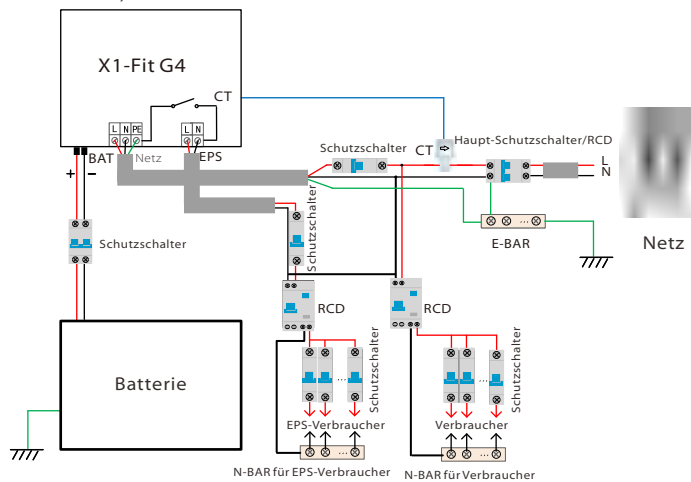 X1-Fit G4
CT
L N PE
L N
BAT
Netz
EPS
+
−
Schutzschalter
CT
Haupt-Schutzschalter/RCD
L
N
Schutzschalter
Schutzschalter
E-BAR
Netz
RCD
RCD
Batterie
Schutzschalter
Schutzschalter
...
...
...
EPS-Verbraucher
Verbraucher
N-BAR für EPS-Verbraucher
N-BAR für Verbraucher